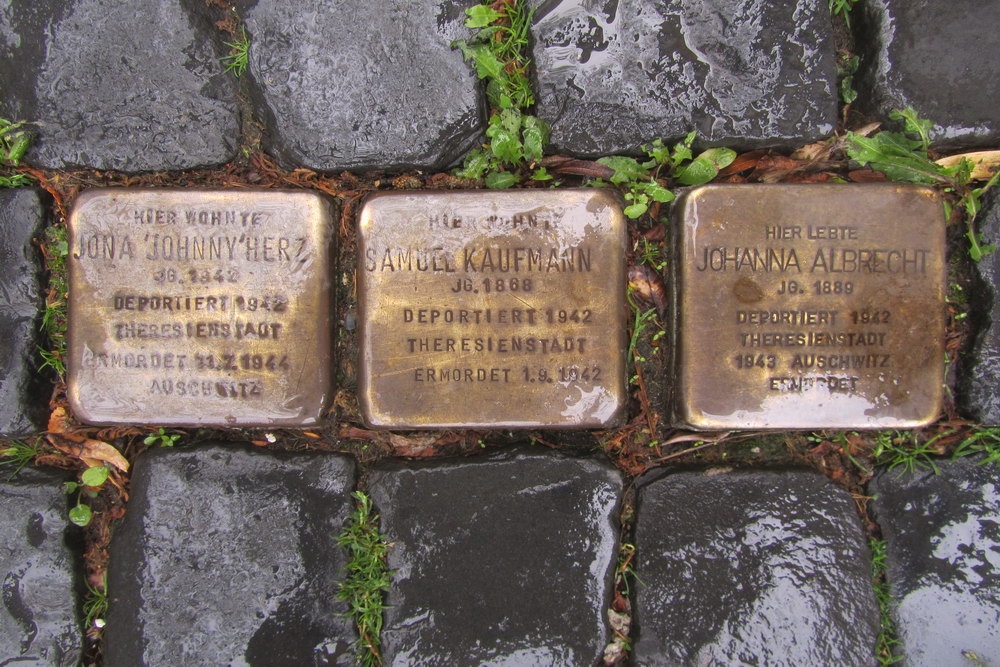 HIER WOHNTE
JONA 'JOHNNY' HERZ
JG. 1942
DEPORTIERT 1942
THERESIENSTADT
ERMORDET 11.7.1944
AUSCHWITZ
HIER WOHNTE
SAMUEL KAUFMANN
JG. 1868
DEPORTIERT 1942
THERESIENSTADT
ERMORDET 1.9.1942
HIER LEBTE
JOHANNA ALBRECHT
JG. 1889
DEPORTIERT 1942
THERESIENSTADT
1943 AUSCHWITZ
ERMORDET